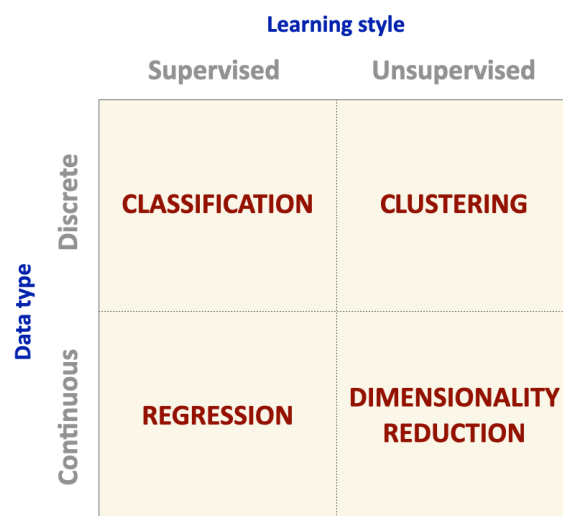 Learning style
Supervised Unsupervised
Discrete
CLASSIFICATION CLUSTERING
Data type
Continuous
REGRESSION DIMENSIONALITY
REDUCTION